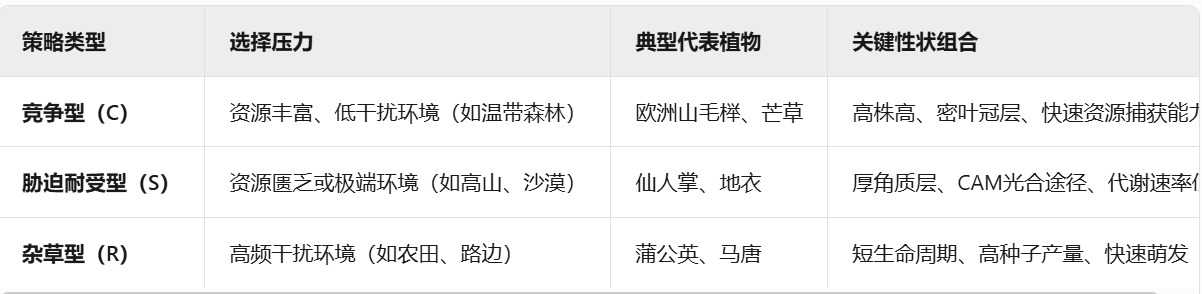 策略类型 选择压力 典型代表植物 关键性状组合
竞争型（C） 资源丰富、低干扰环境（如温带森林） 欧洲山毛榉、芒草 高株高、密叶冠层、快速资源捕获能
胁迫耐受型（S） 资源匮乏或极端环境（如高山、沙漠） 仙人掌、地衣 厚角质层、CAM光合途径、代谢速率
杂草型（R） 高频干扰环境（如农田、路边） 蒲公英、马唐 短生命周期、高种子产量、快速萌发